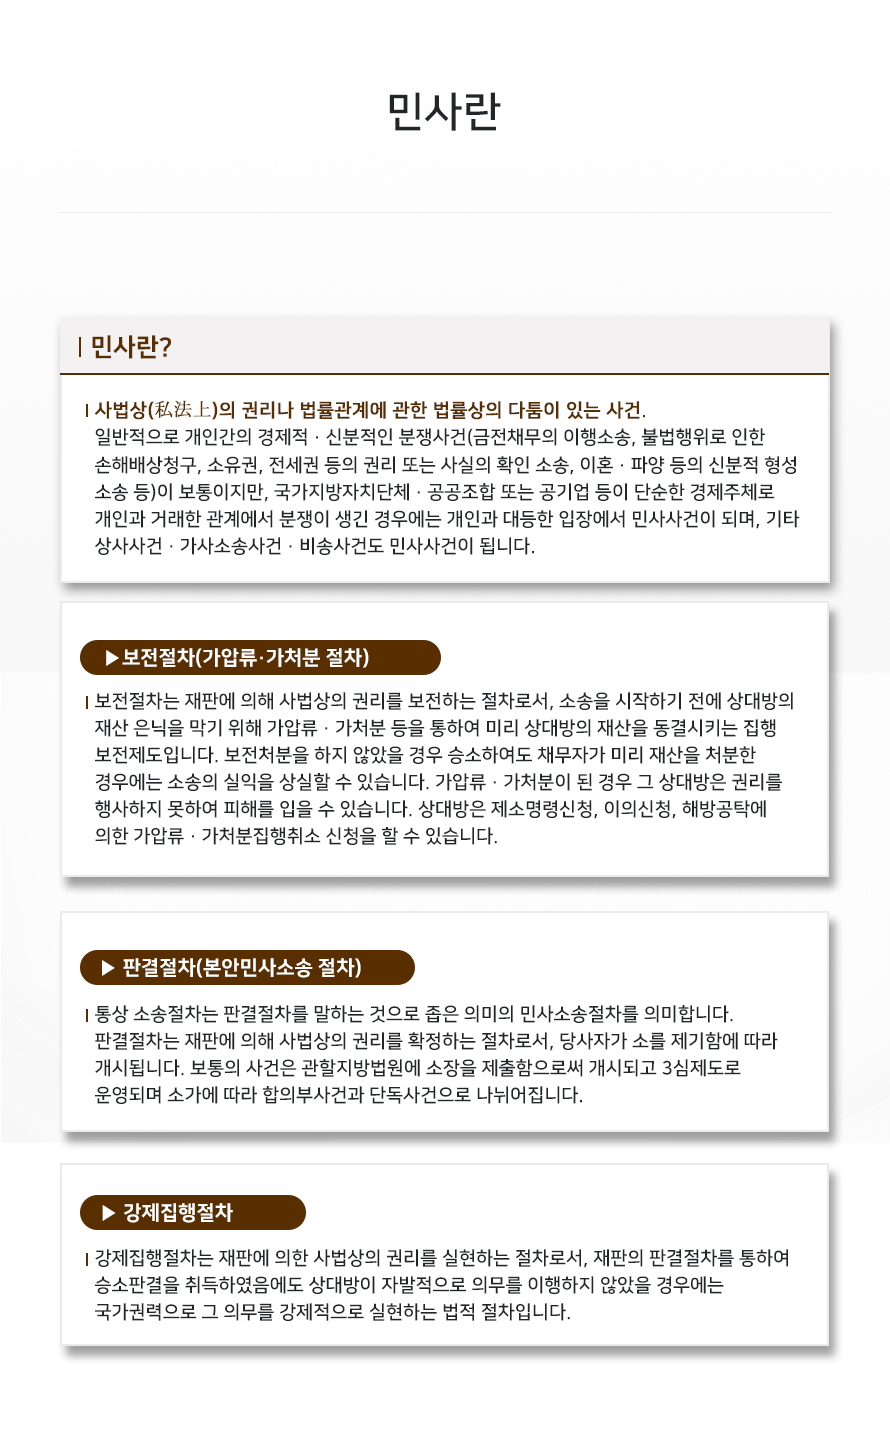 민사란
민사란?
사법상(私法上)의 권리나 법률관계에 관한 법률상의 다툼이 있는 사건.
일반적으로 개인간의 경제적 · 신분적인 분쟁사건(금전채무의 이행소송, 불법행위로 인한
손해배상청구, 소유권, 전세권 등의 권리 또는 사실의 확인 소송, 이혼 · 파양 등의 신분적 형성
소송 등)이 보통이지만, 국가지방자치단체 · 공공조합 또는 공기업 등이 단순한 경제주체로
개인과 거래한 관계에서 분쟁이 생긴 경우에는 개인과 대등한 입장에서 민사사건이 되며, 기타
상사사건 · 가사소송사건 · 비송사건도 민사사건이 됩니다.
▶보전절차(가압류·가처분 절차)
보전절차는 재판에 의해 사법상의 권리를 보전하는 절차로서, 소송을 시작하기 전에 상대방의
재산 은닉을 막기 위해 가압류 · 가처분 등을 통하여 미리 상대방의 재산을 동결시키는 집행
보전제도입니다. 보전처분을 하지 않았을 경우 승소하여도 채무자가 미리 재산을 처분한
경우에는 소송의 실익을 상실할 수 있습니다. 가압류 · 가처분이 된 경우 그 상대방은 권리를
행사하지 못하여 피해를 입을 수 있습니다. 상대방은 제소명령신청, 이의신청, 해방공탁에
의한 가압류 · 가처분집행취소 신청을 할 수 있습니다.
▶ 판결절차(본안민사소송 절차)
통상 소송절차는 판결절차를 말하는 것으로 좁은 의미의 민사소송절차를 의미합니다.
판결절차는 재판에 의해 사법상의 권리를 확정하는 절차로서, 당사자가 소를 제기함에 따라
개시됩니다. 보통의 사건은 관할지방법원에 소장을 제출함으로써 개시되고 3심제도로
운영되며 소가에 따라 합의부사건과 단독사건으로 나뉘어집니다.
▶ 강제집행절차
강제집행절차는 재판에 의한 사법상의 권리를 실현하는 절차로서, 재판의 판결절차를 통하여
승소판결을 취득하였음에도 상대방이 자발적으로 의무를 이행하지 않았을 경우에는
국가권력으로 그 의무를 강제적으로 실현하는 법적 절차입니다.